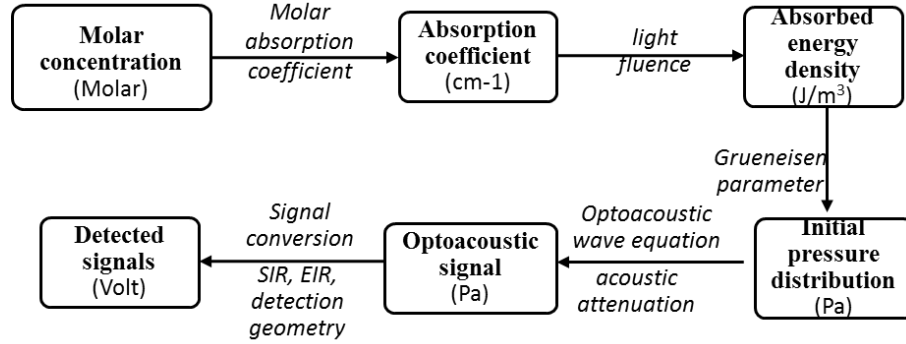 Molar
concentration
(Molar)
Molar
absorption
coefficient
Absorption
coefficient
(cm-1)
light
fluence
Absorbed
energy
density
(J/m³)
Grueneisen
parameter
Initial
pressure
distribution
(Pa)
Optoacoustic
wave equation
acoustic
attenuation
Optoacoustic
signal
(Pa)
Signal
conversion
SIR, EIR,
detection
geometry
Detected
signals
(Volt)